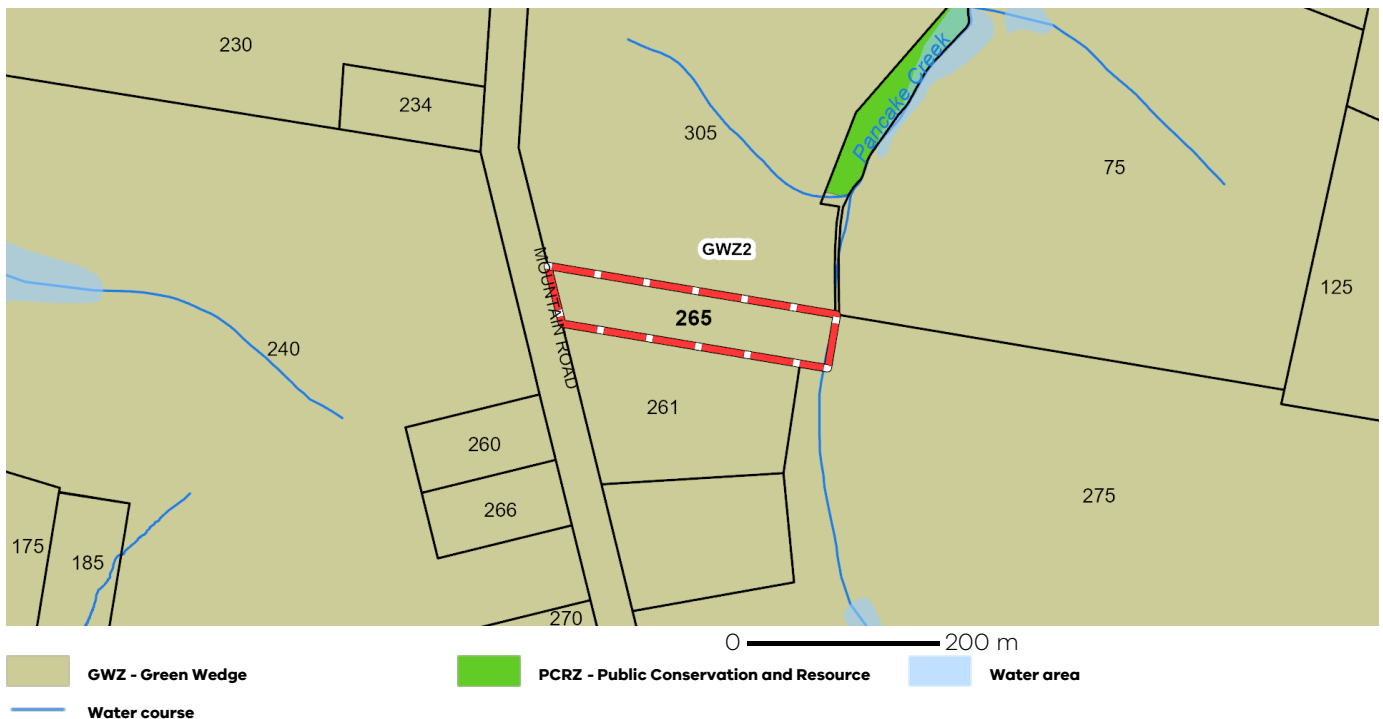 230
234
305
Pancake Creek
75
GWZ2
MOUNTAIN ROAD
265
125
240
261
260
266
275
175
185
270
0 200 m
GWZ - Green Wedge
PCRZ - Public Conservation and Resource
Water area
Water course